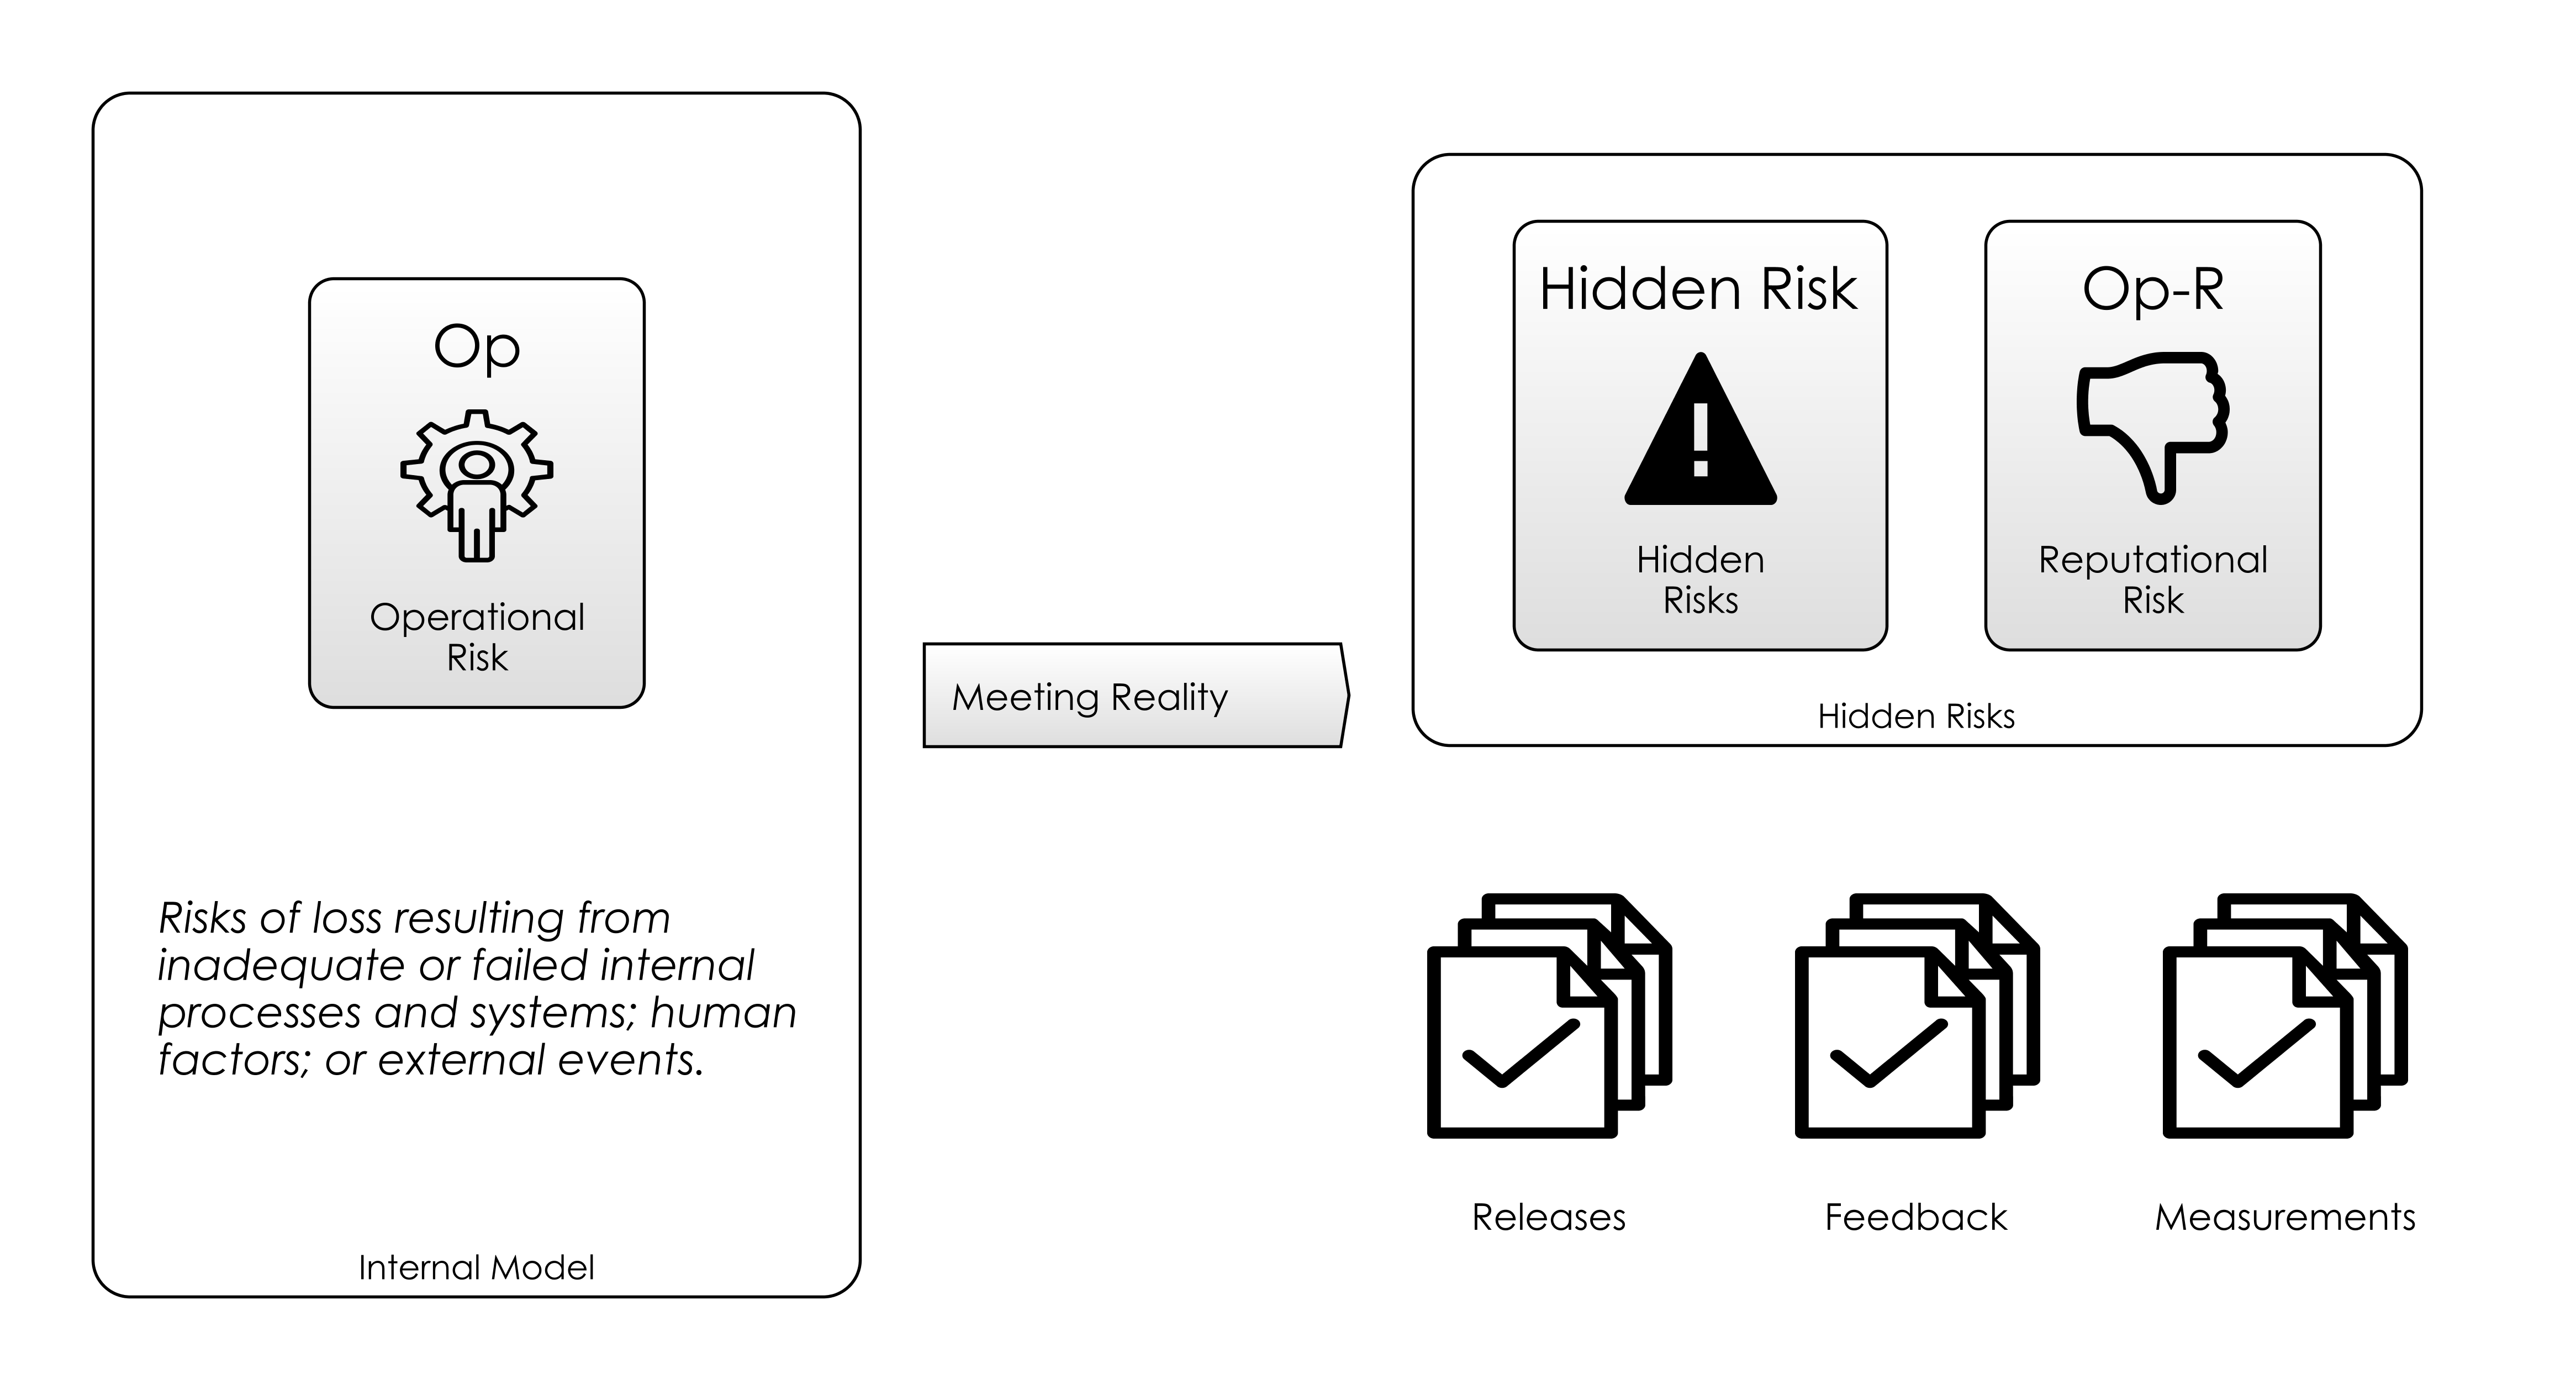 Op
Operational
Risk
Risks of loss resulting from
inadequate or failed internal
processes and systems; human
factors; or external events.
Internal Model
Meeting Reality
Hidden Risk
Hidden
Risks
Op-R
Reputational
Risk
Hidden Risks
Releases
Feedback
Measurements